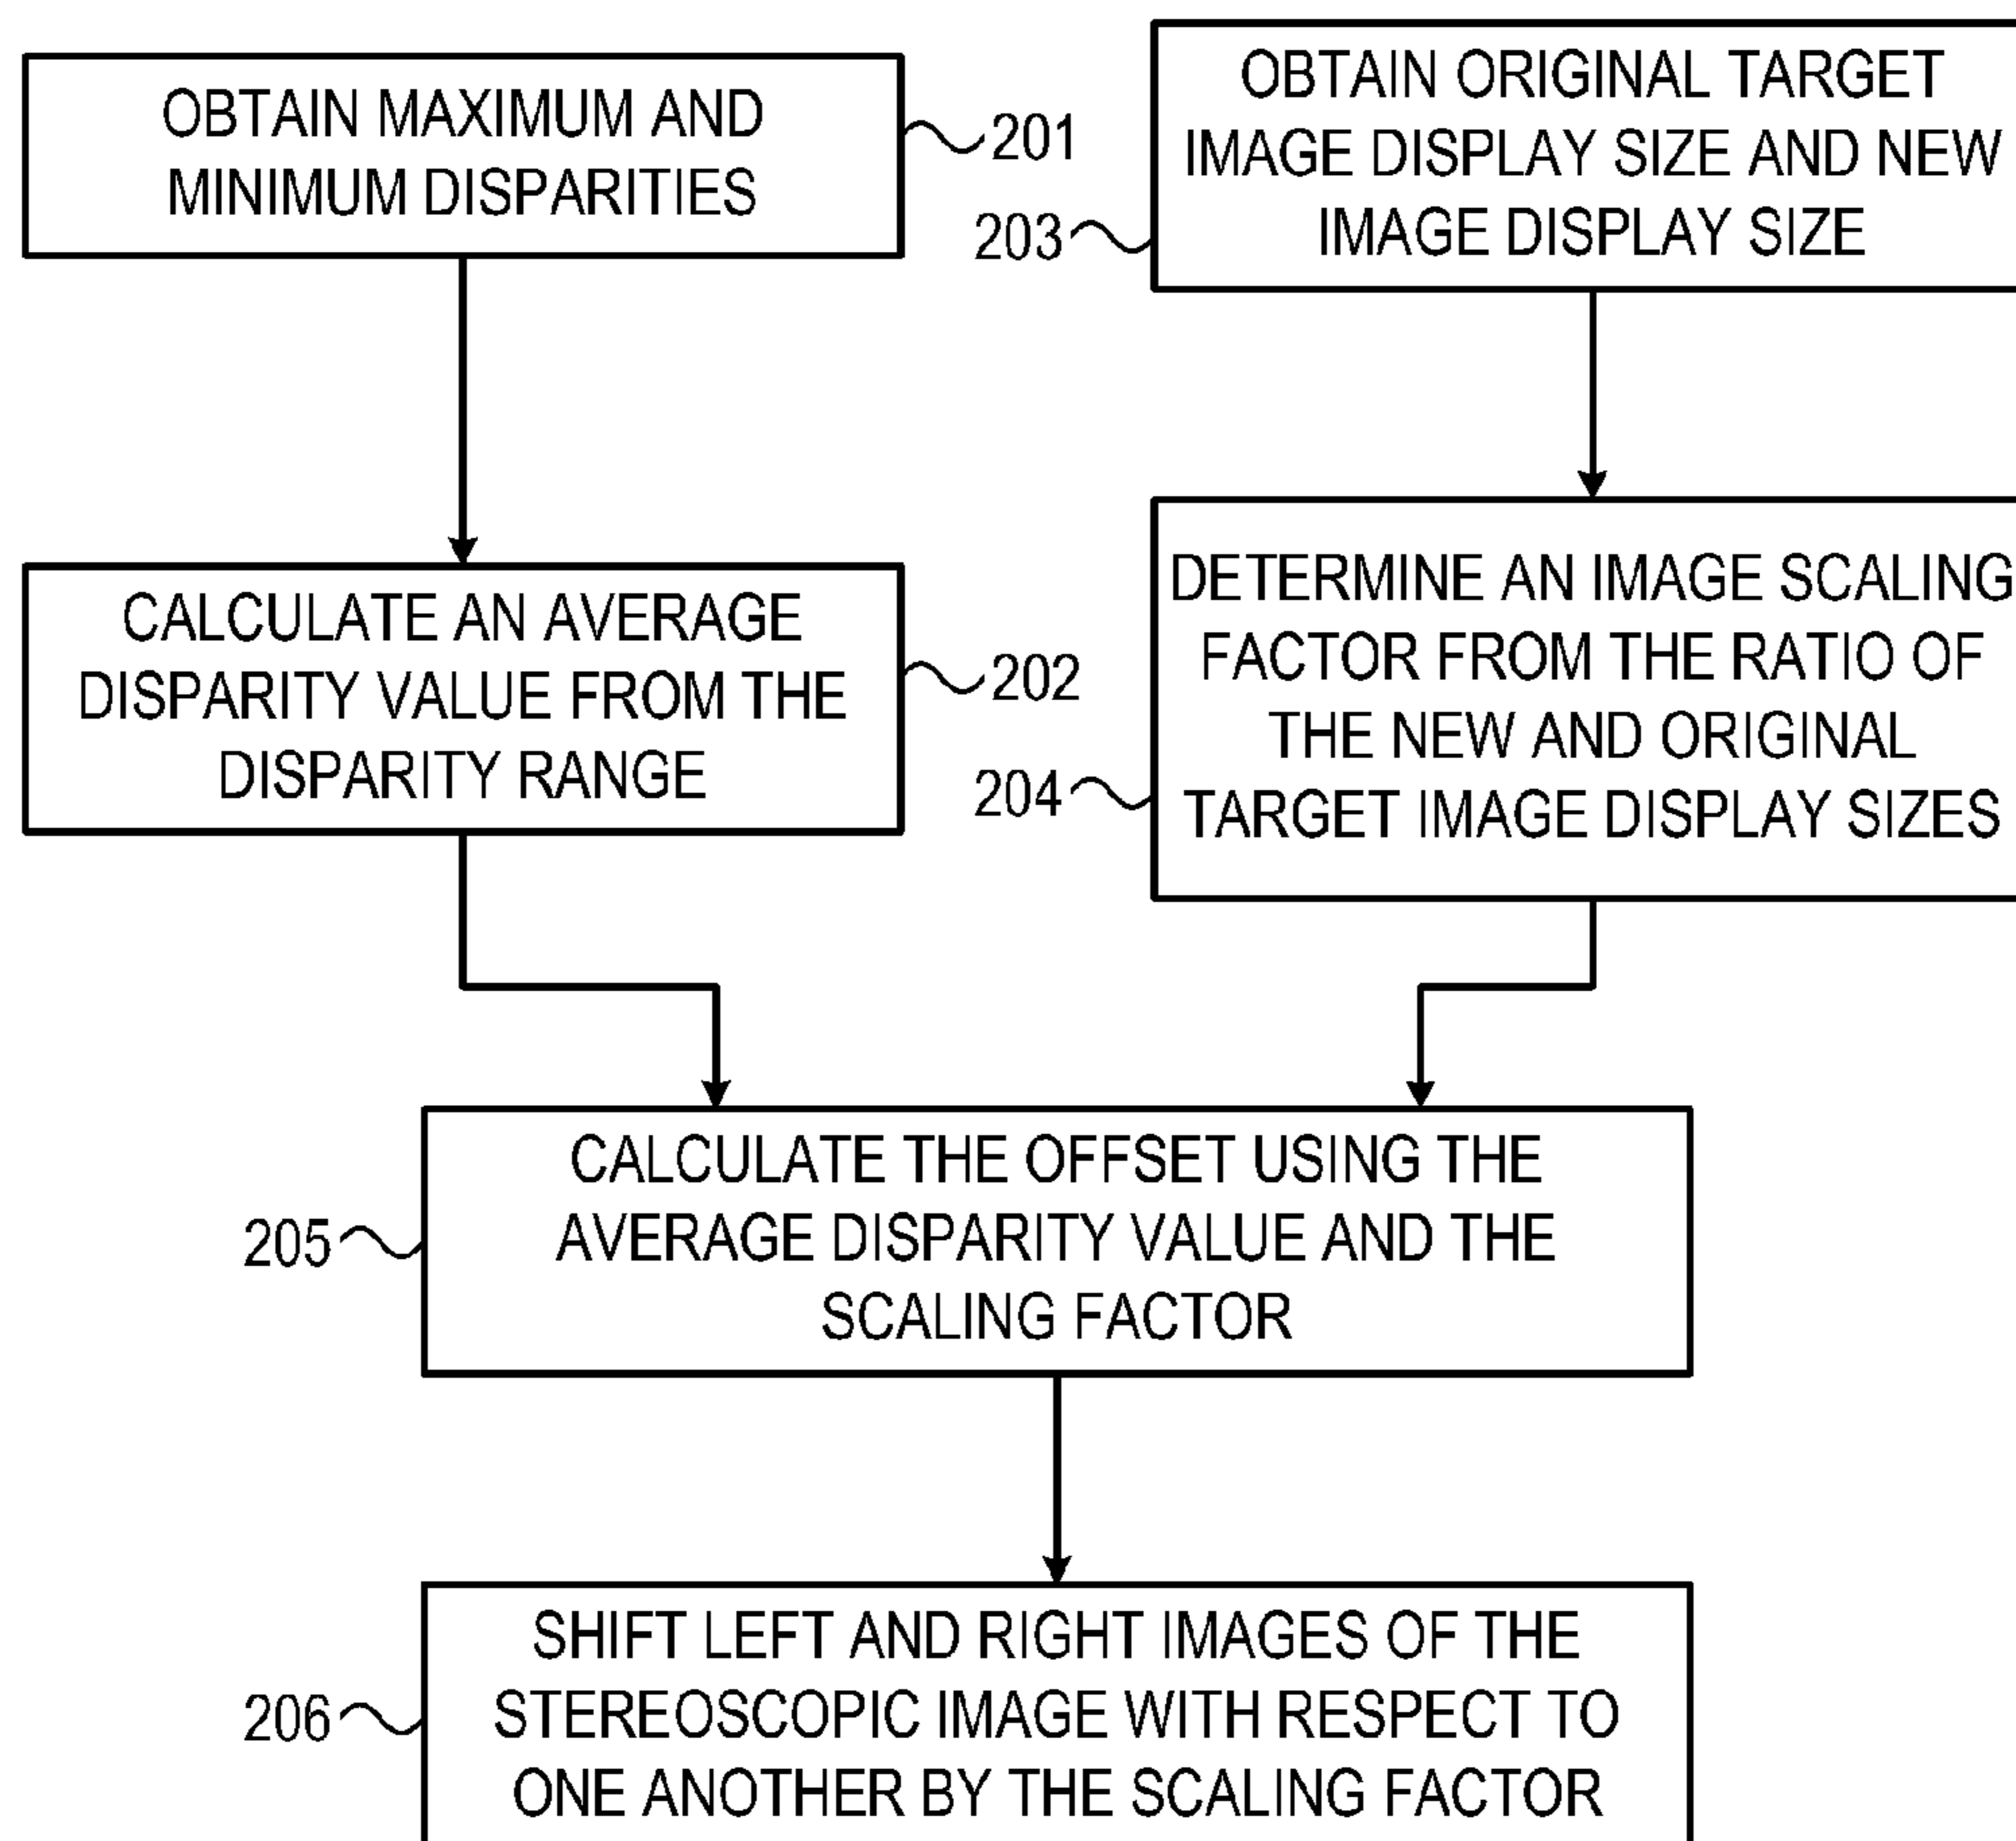 OBTAIN MAXIMUM AND
MINIMUM DISPARITIES
201
OBTAIN ORIGINAL TARGET
IMAGE DISPLAY SIZE AND NEW
IMAGE DISPLAY SIZE
203
CALCULATE AN AVERAGE
DISPARITY VALUE FROM THE
DISPARITY RANGE
202
DETERMINE AN IMAGE SCALING
FACTOR FROM THE RATIO OF
THE NEW AND ORIGINAL
TARGET IMAGE DISPLAY SIZES
204
CALCULATE THE OFFSET USING THE
AVERAGE DISPARITY VALUE AND THE
SCALING FACTOR
205
SHIFT LEFT AND RIGHT IMAGES OF THE
STEREOSCOPIC IMAGE WITH RESPECT TO
ONE ANOTHER BY THE SCALING FACTOR
206